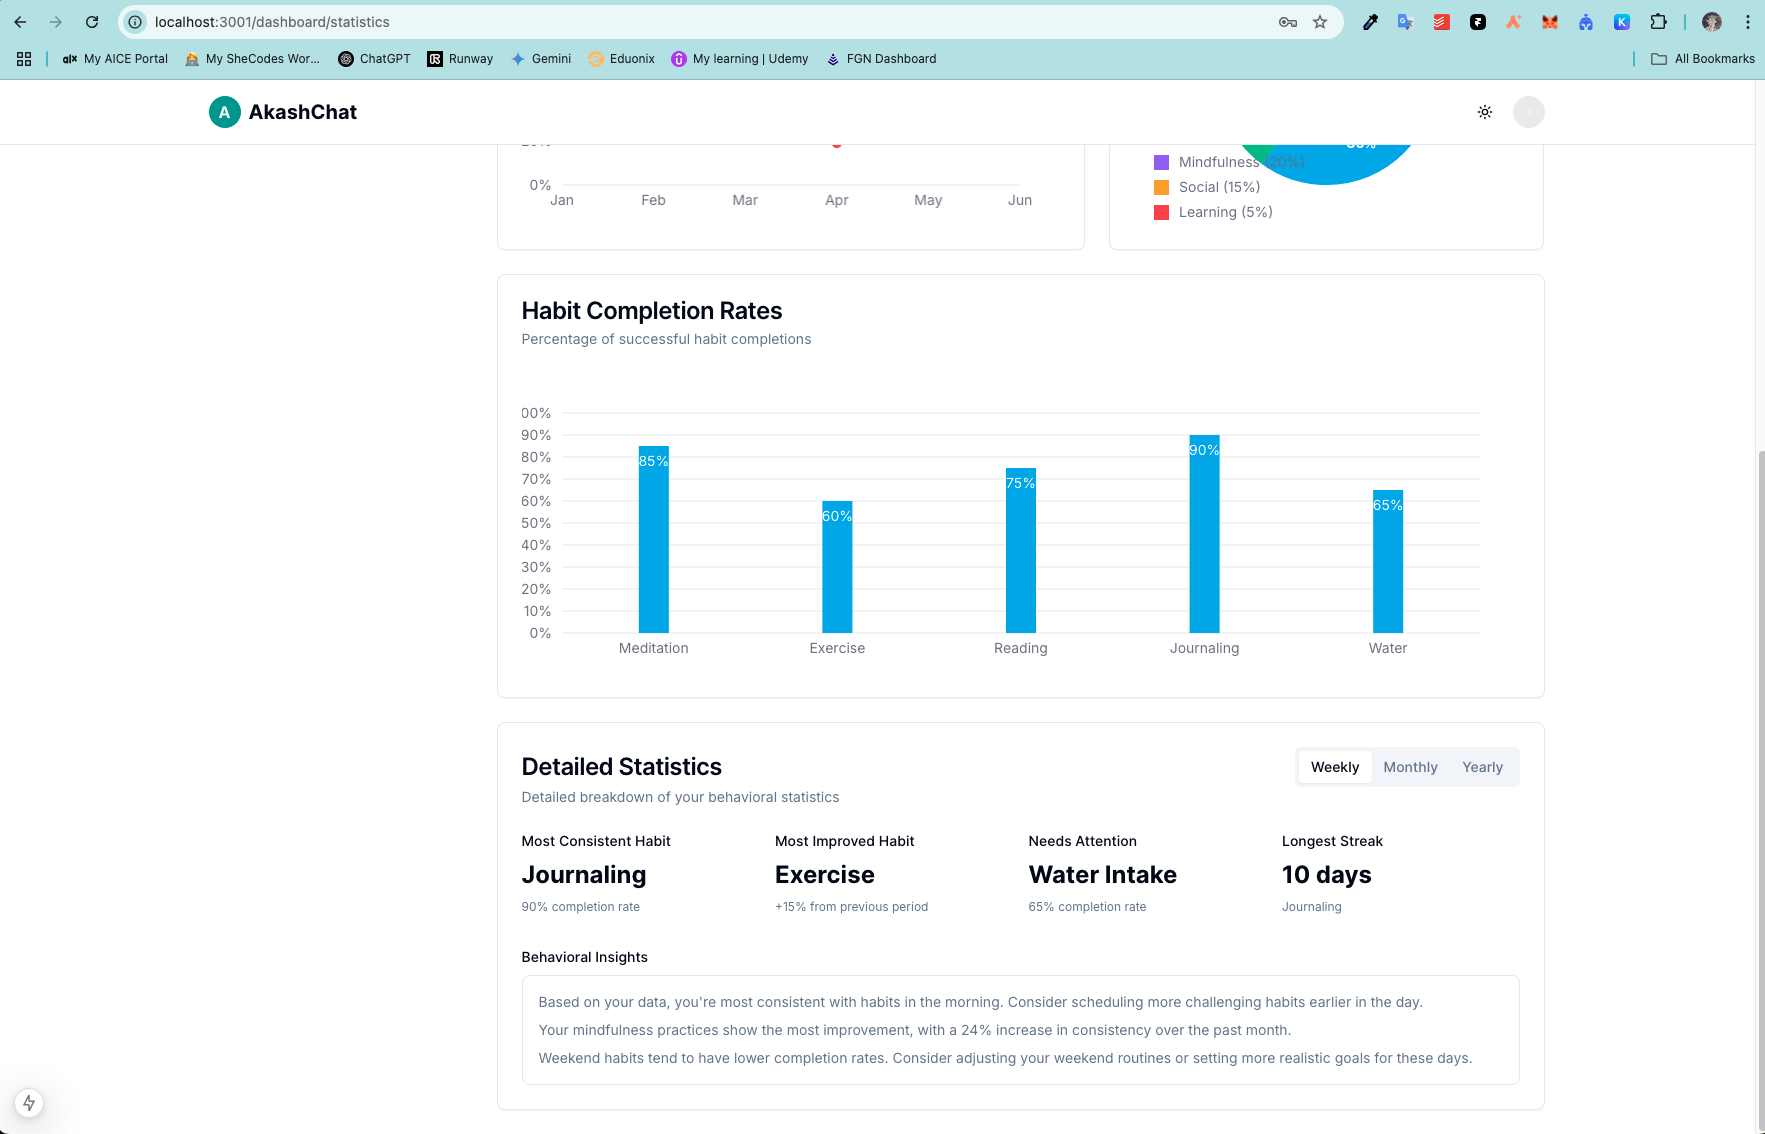 localhost:3001/dashboard/statistics
My AICE Portal
My SheCodes Wor...
ChatGPT
Runway
Gemini
Eduonix
My learning | Udemy
FGN Dashboard
All Bookmarks
A AkashChat
0%
Jan Feb Mar Apr May Jun
Mindfulness (20%)
Social (15%)
Learning (5%)
Habit Completion Rates
Percentage of successful habit completions
00%
90%
80%
70%
60%
50%
40%
30%
20%
10%
0%
85%
60%
75%
90%
65%
Meditation Exercise Reading Journaling Water
Detailed Statistics
Weekly Monthly Yearly
Detailed breakdown of your behavioral statistics
Most Consistent Habit
Journaling
90% completion rate
Most Improved Habit
Exercise
+15% from previous period
Needs Attention
Water Intake
65% completion rate
Longest Streak
10 days
Journaling
Behavioral Insights
Based on your data, you're most consistent with habits in the morning. Consider scheduling more challenging habits earlier in the day.
Your mindfulness practices show the most improvement, with a 24% increase in consistency over the past month.
Weekend habits tend to have lower completion rates. Consider adjusting your weekend routines or setting more realistic goals for these days.